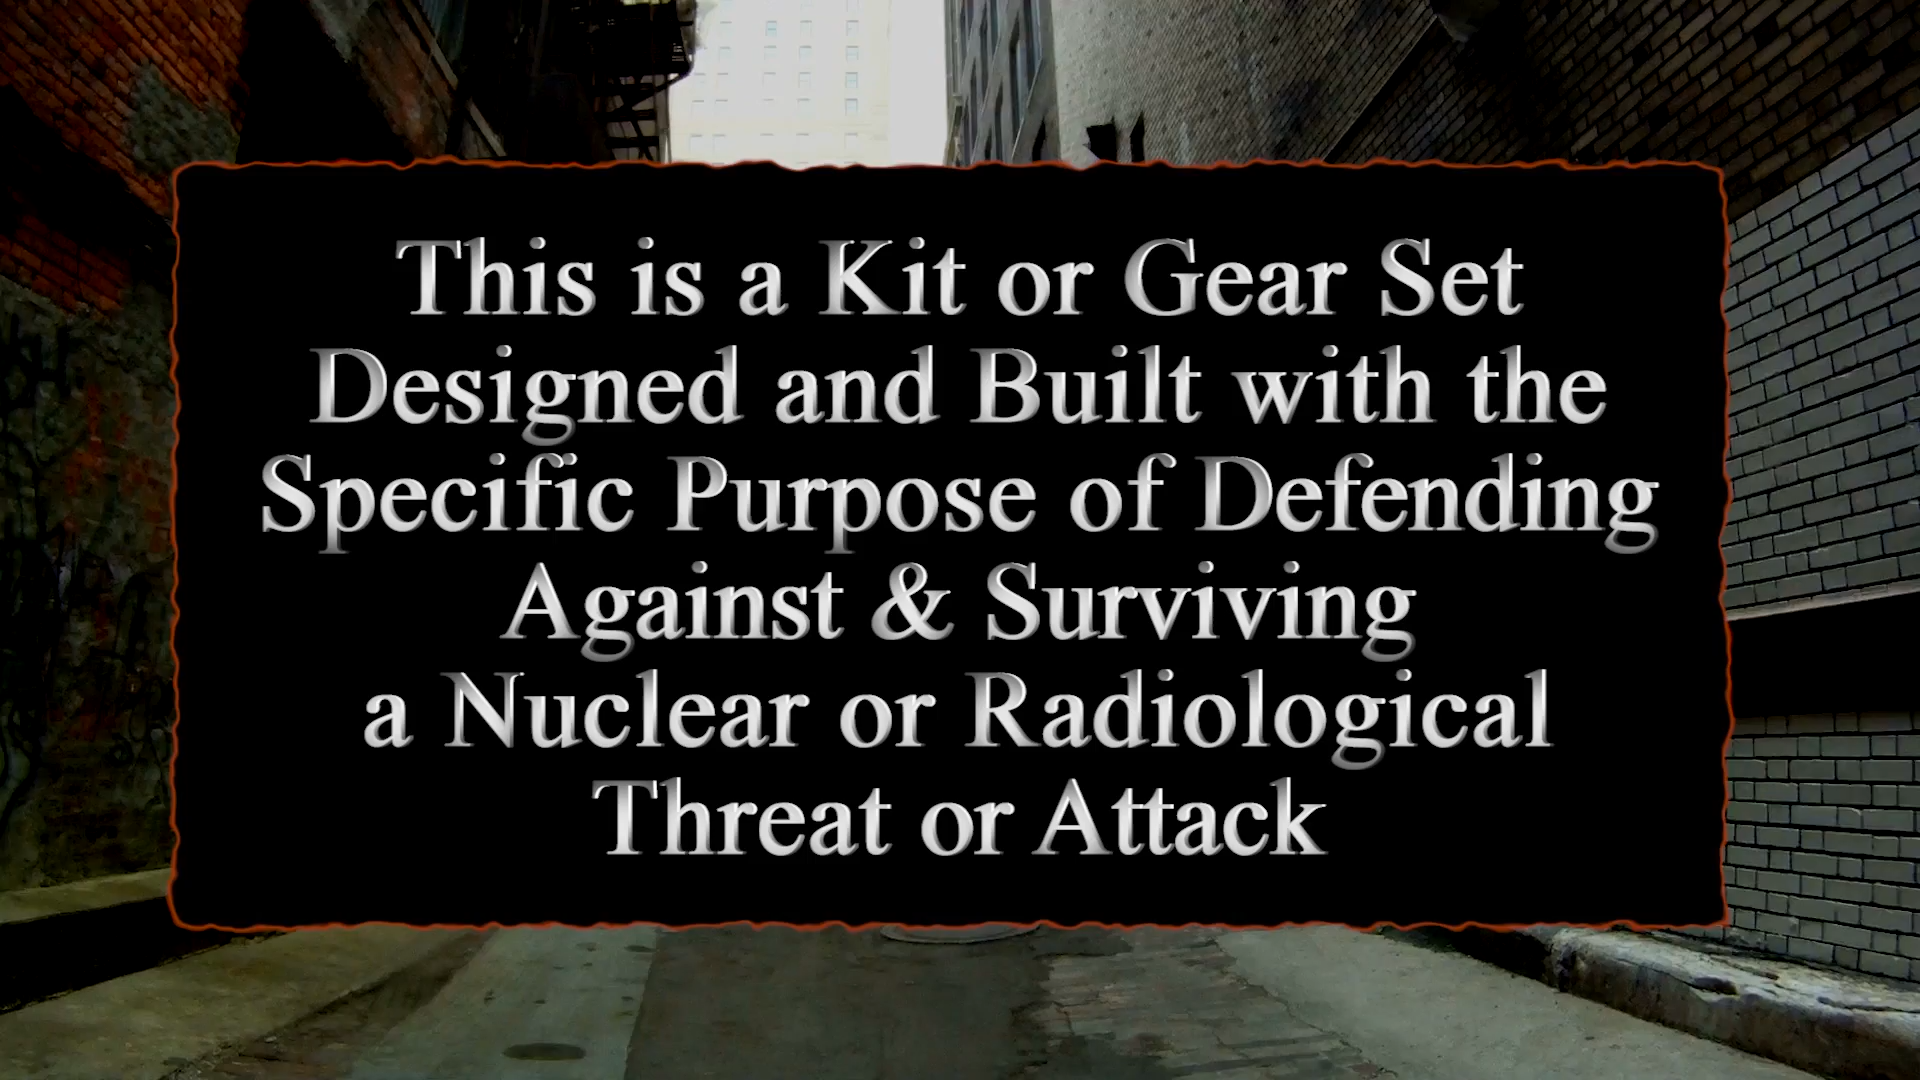 This is a Kit or Gear Set
Designed and Built with the
Specific Purpose of Defending
Against & Surviving
a Nuclear or Radiological
Threat or Attack